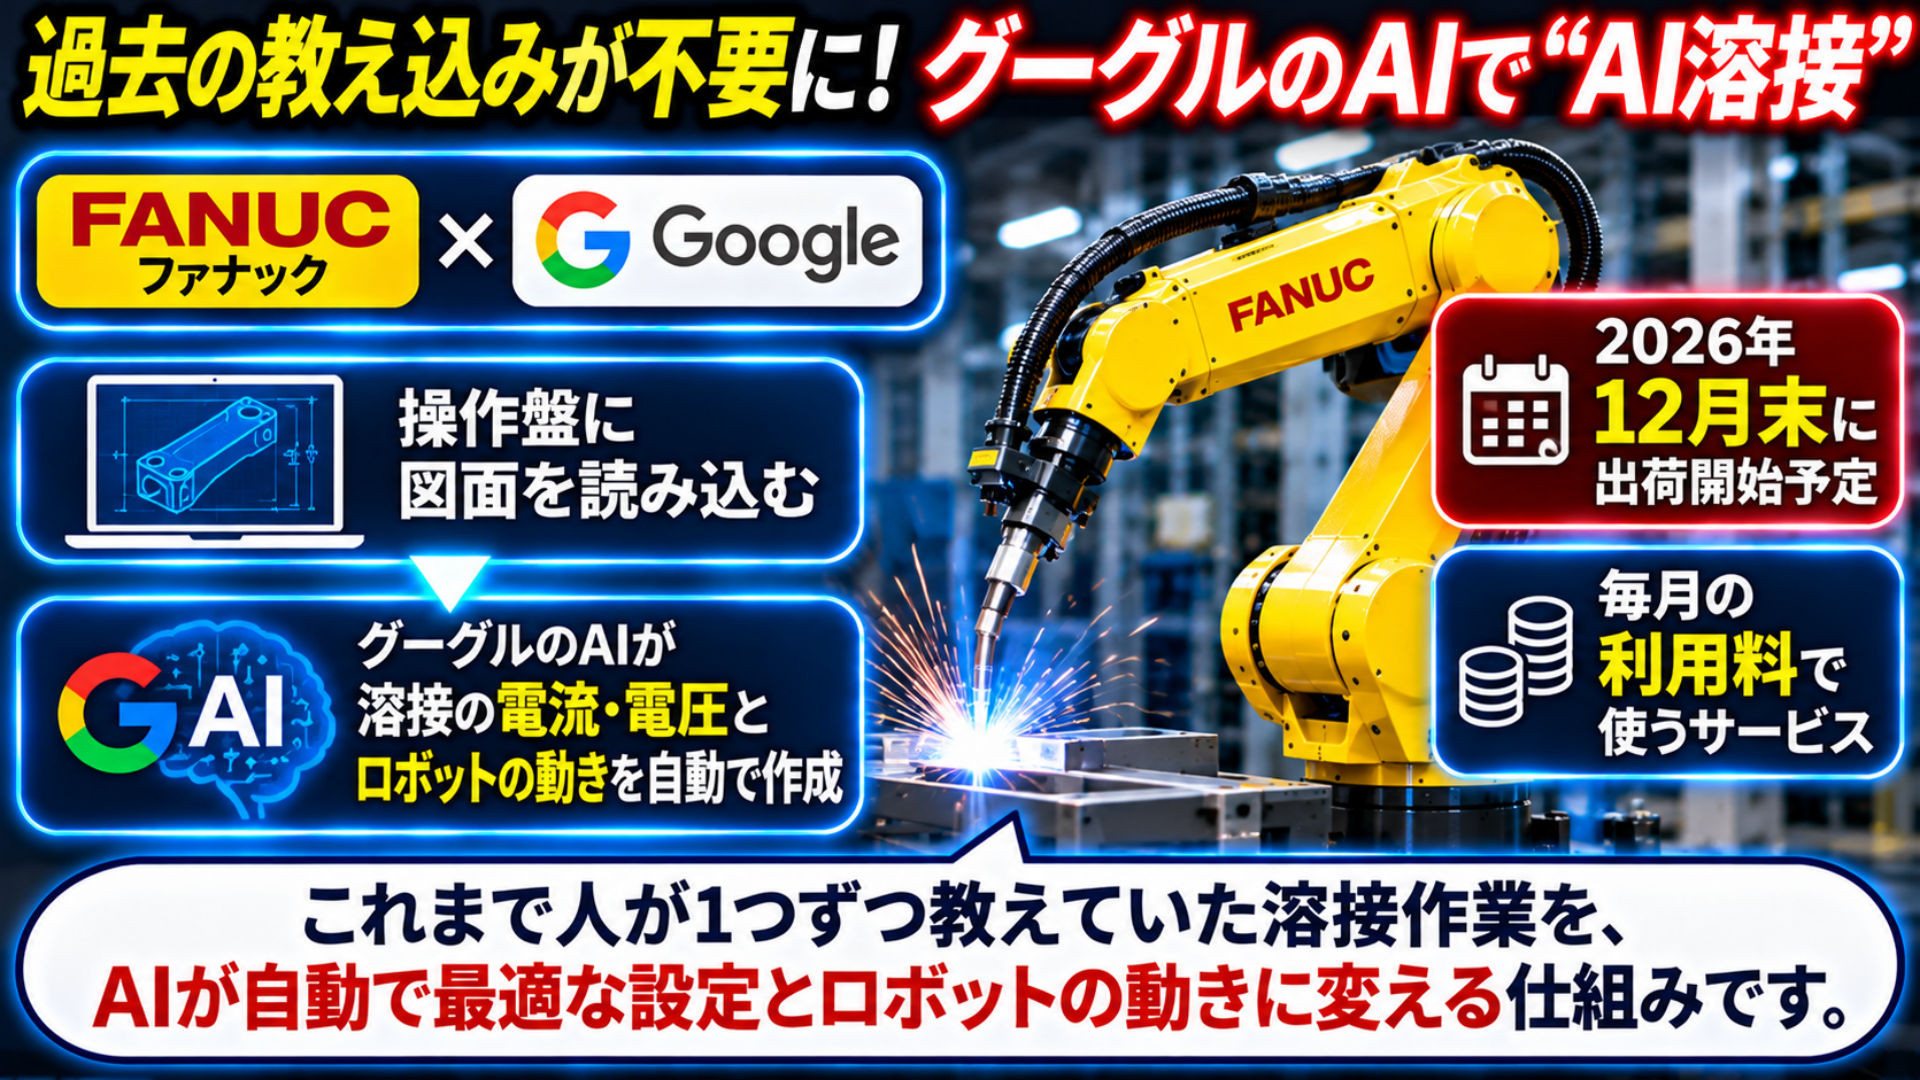 過去の教え込みが不要に！ グーグルのAIで“AI溶接”
FANUC
ファナック
×
G Google
FANUC
2026年
12月末に
出荷開始予定
操作盤に
図面を読み込む
毎月の
利用料で
使うサービス
G AI
グーグルのAIが
溶接の電流・電圧と
ロボットの動きを自動で作成
これまで人が1つずつ教えていた溶接作業を、
AIが自動で最適な設定とロボットの動きに変える仕組みです。